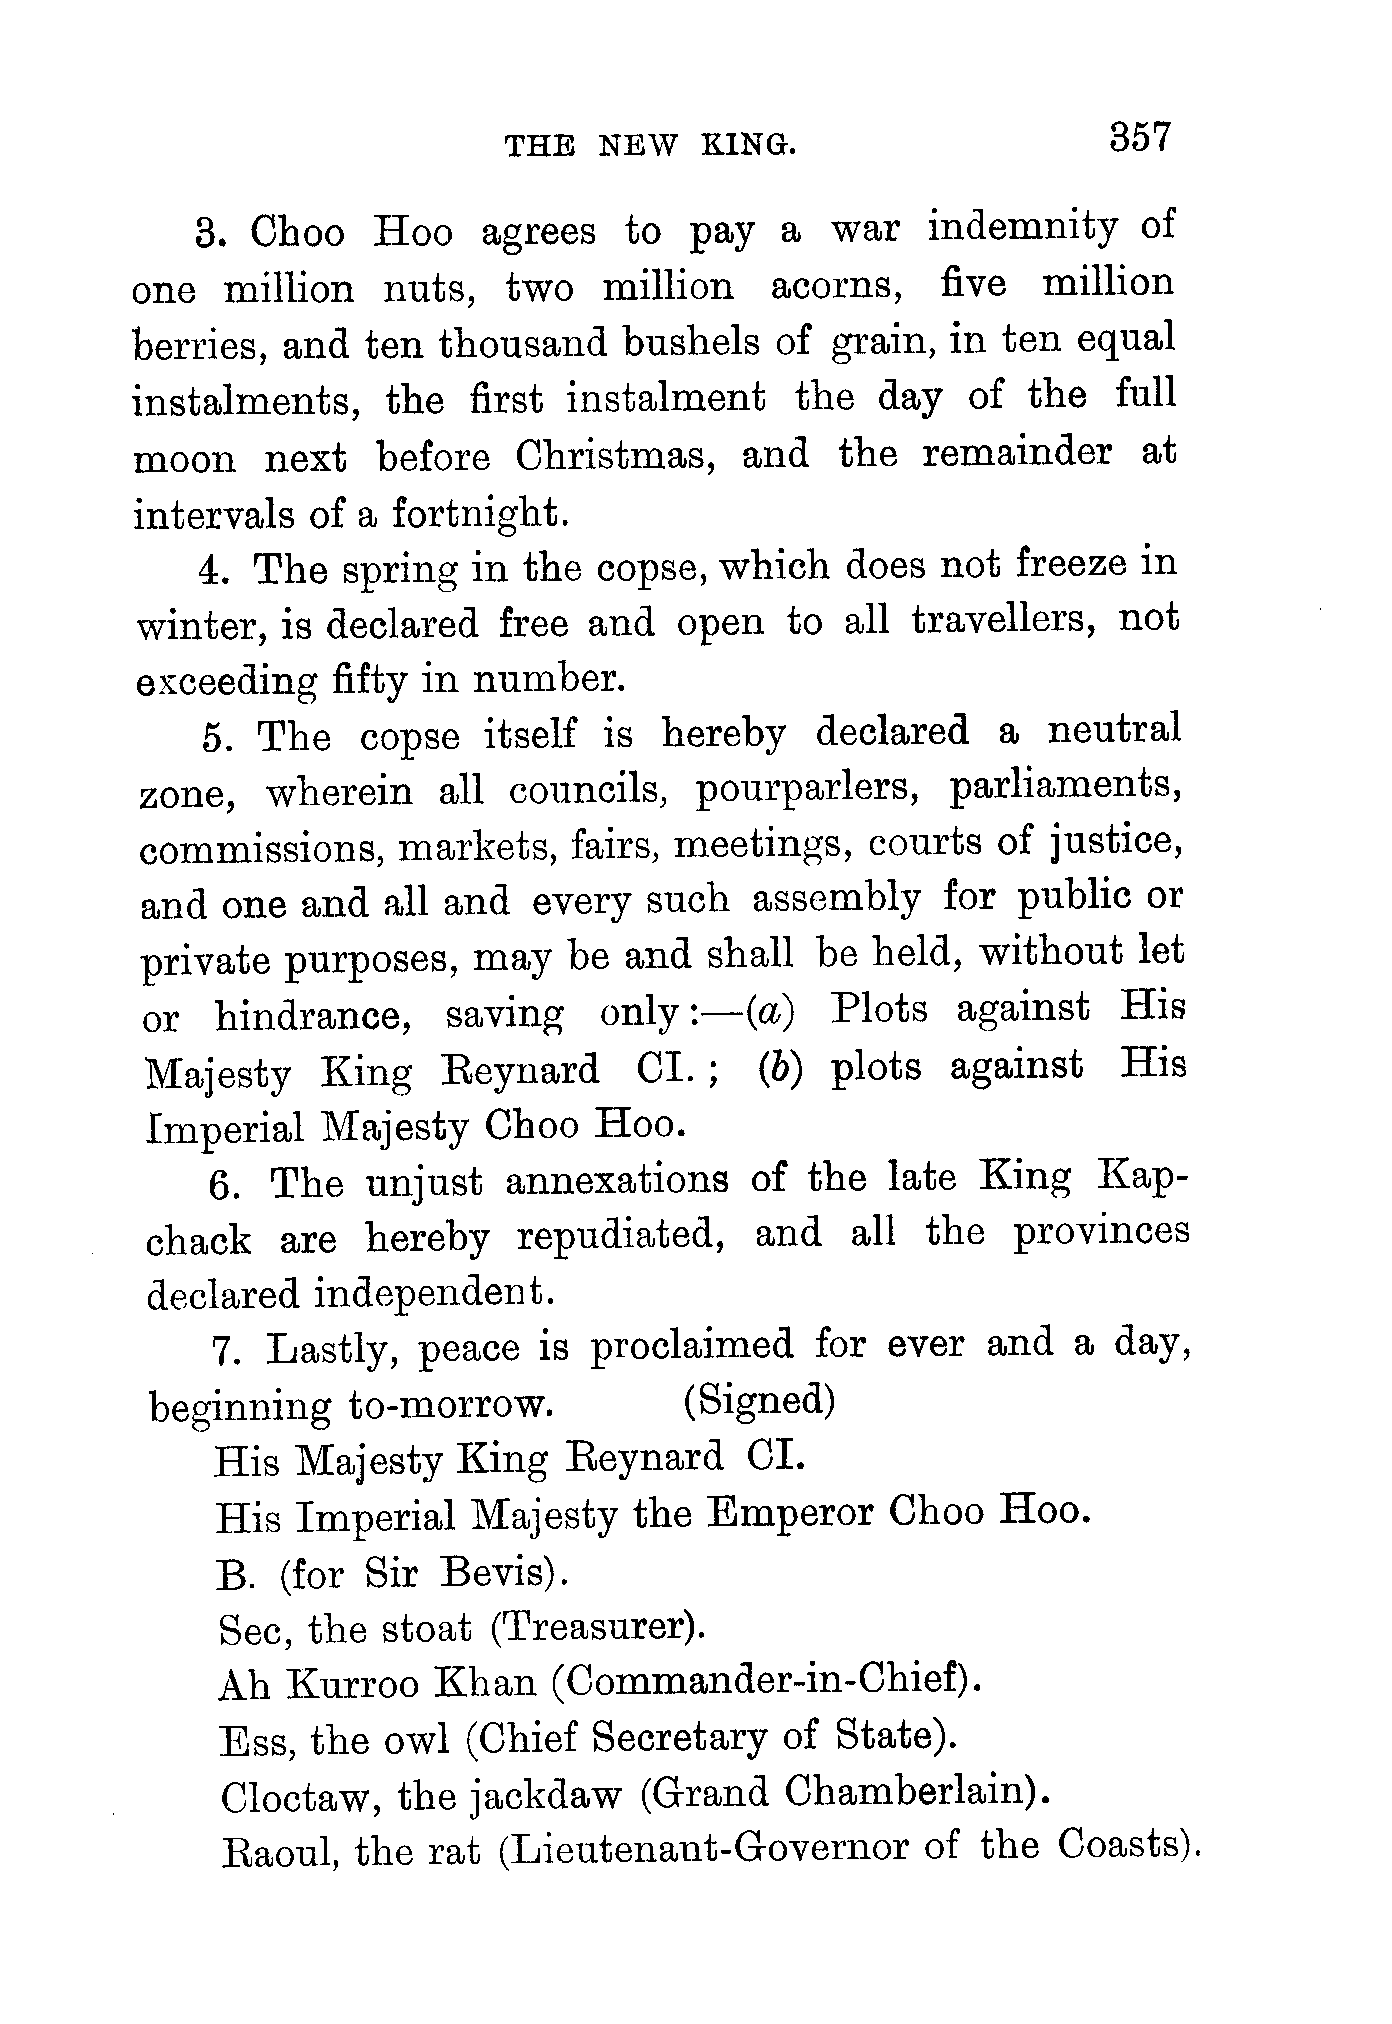 THE NEW KING. 357
3. Choo Hoo agrees to pay a war indemnity of
one million nuts, two million acorns, five million
berries, and ten thousand bushels of grain, in ten equal
instalments, the first instalment the day of the full
moon next before Christmas, and the remainder at
intervals of a fortnight.
4. The spring in the copse, which does not freeze in
winter, is declared free and open to all travellers, not
exceeding fifty in number.
5. The copse itself is hereby declared a neutral
zone, wherein all councils, pourparlers, parliaments,
commissions, markets, fairs, meetings, courts of justice,
and one and all and every such assembly for public or
private purposes, may be and shall be held, without let
or hindrance, saving only:—(a) Plots against His
Majesty King Reynard CI.; (b) plots against His
Imperial Majesty Choo Hoo.
6. The unjust annexations of the late King Kap-
chack are hereby repudiated, and all the provinces
declared independent.
7. Lastly, peace is proclaimed for ever and a day,
beginning to-morrow. (Signed)
His Majesty King Reynard CI.
His Imperial Majesty the Emperor Choo Hoo.
B. (for Sir Bevis).
Sec, the stoat (Treasurer).
Ah Kurroo Khan (Commander-in-Chief).
Ess, the owl (Chief Secretary of State).
Cloctaw, the jackdaw (Grand Chamberlain).
Raoul, the rat (Lieutenant-Governor of the Coasts).